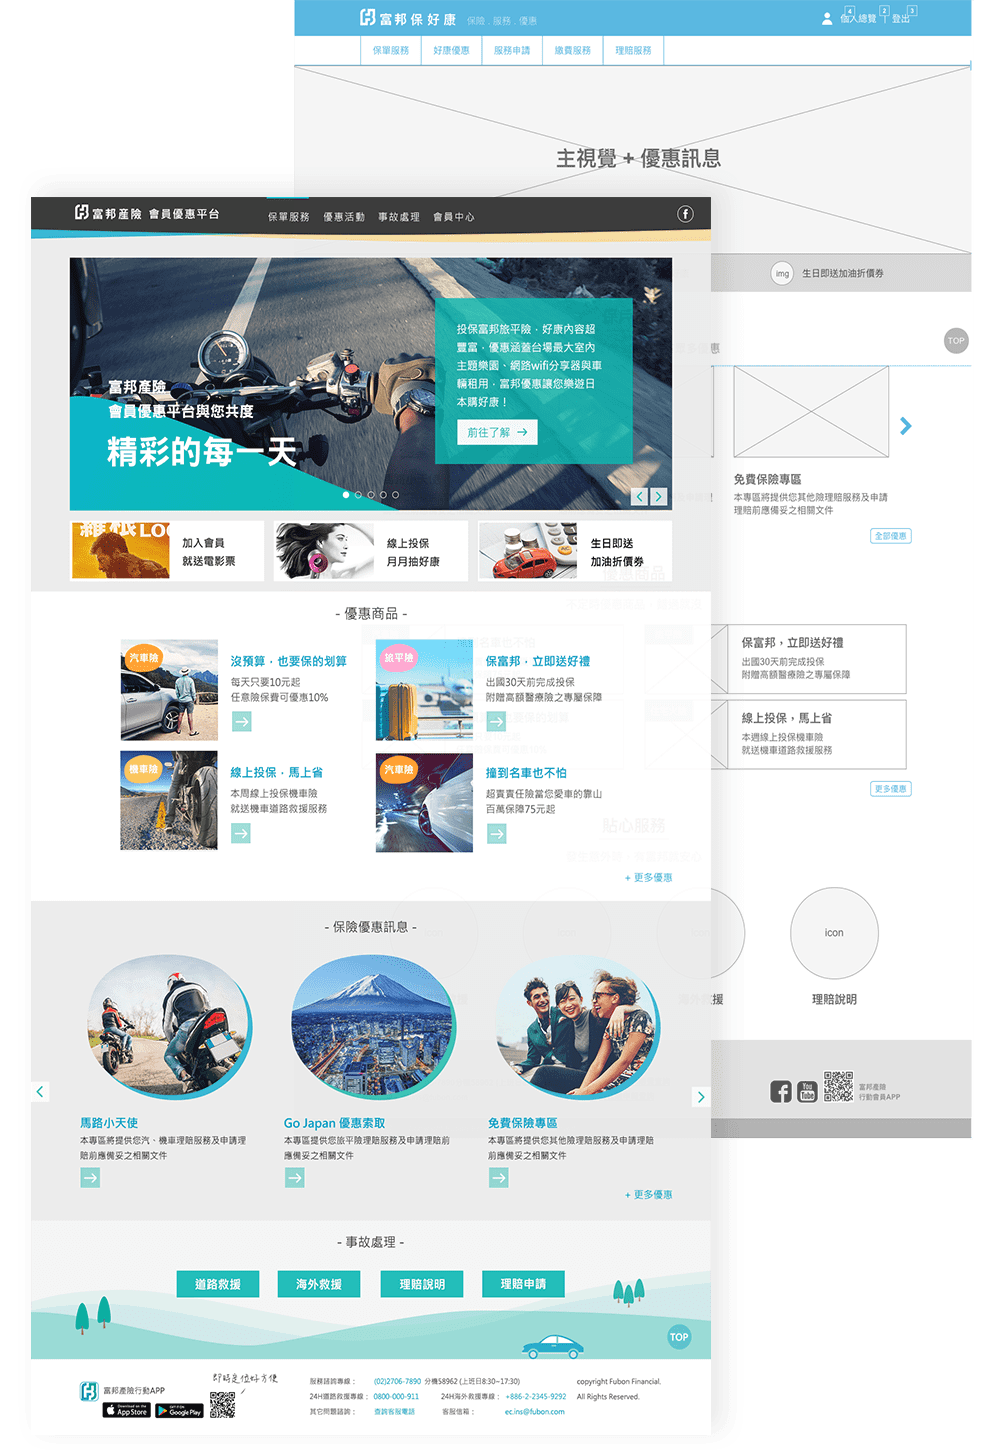 富邦保好康 保險．服務．優惠
個人總覽 登出
4 2 3
保單服務 好康優惠 服務申請 繳費服務 理賠服務
主視覺 + 優惠訊息
img 生日即送加油折價券
TOP
免費保險專區
本專區將提供您其他險理賠服務及申請
理賠前應備妥之相關文件
全部優惠
保富邦，立即送好禮
出國30天前完成投保
附贈高額醫療險之專屬保障
線上投保，馬上省
本週線上投保機車險
就送機車道路救援服務
更多優惠
icon
理賠說明
You Tube
富邦產險
行動會員APP
富邦產險 會員優惠平台
保單服務 優惠活動 事故處理 會員中心
富邦產險
會員優惠平台與您共度
精彩的每一天
投保富邦旅平險，好康內容超
豐富，優惠涵蓋台場最大室內
主題樂園、網路wifi分享器與車
輛租用，富邦優惠讓您樂遊日
本購好康！
前往了解 →
加入會員
就送電影票
線上投保
月月抽好康
生日即送
加油折價券
- 優惠商品 -
汽車險
沒預算，也要保的划算
每天只要10元起
任意險保費可優惠10%
旅平險
保富邦，立即送好禮
出國30天前完成投保
附贈高額醫療險之專屬保障
機車險
線上投保，馬上省
本周線上投保機車險
就送機車道路救援服務
汽車險
撞到名車也不怕
超實責任險當您愛車的靠山
百萬保障75元起
+ 更多優惠
- 保險優惠訊息 -
馬路小天使
本專區將提供您汽、機車理賠服務及申請理
賠前應備妥之相關文件
Go Japan 優惠索取
本專區將提供您旅平險理賠服務及申請理賠前
應備妥之相關文件
免費保險專區
本專區將提供您其他險理賠服務及申請理賠
前應備妥之相關文件
+ 更多優惠
- 事故處理 -
道路救援 海外救援 理賠說明 理賠申請
TOP
富邦產險行動APP
App Store Google Play
即時定位好方便
服務諮詢專線： (02)2706-7890 分機58962 (上班日8:30~17:30)
24H道路救援專線： 0800-000-911 24H海外救援專線： +886-2-2345-9292
其它問題諮詢： 查詢客服電話 客服信箱： ec.ins@fubon.com
copyright Fubon Financial.
All Rights Reserved.